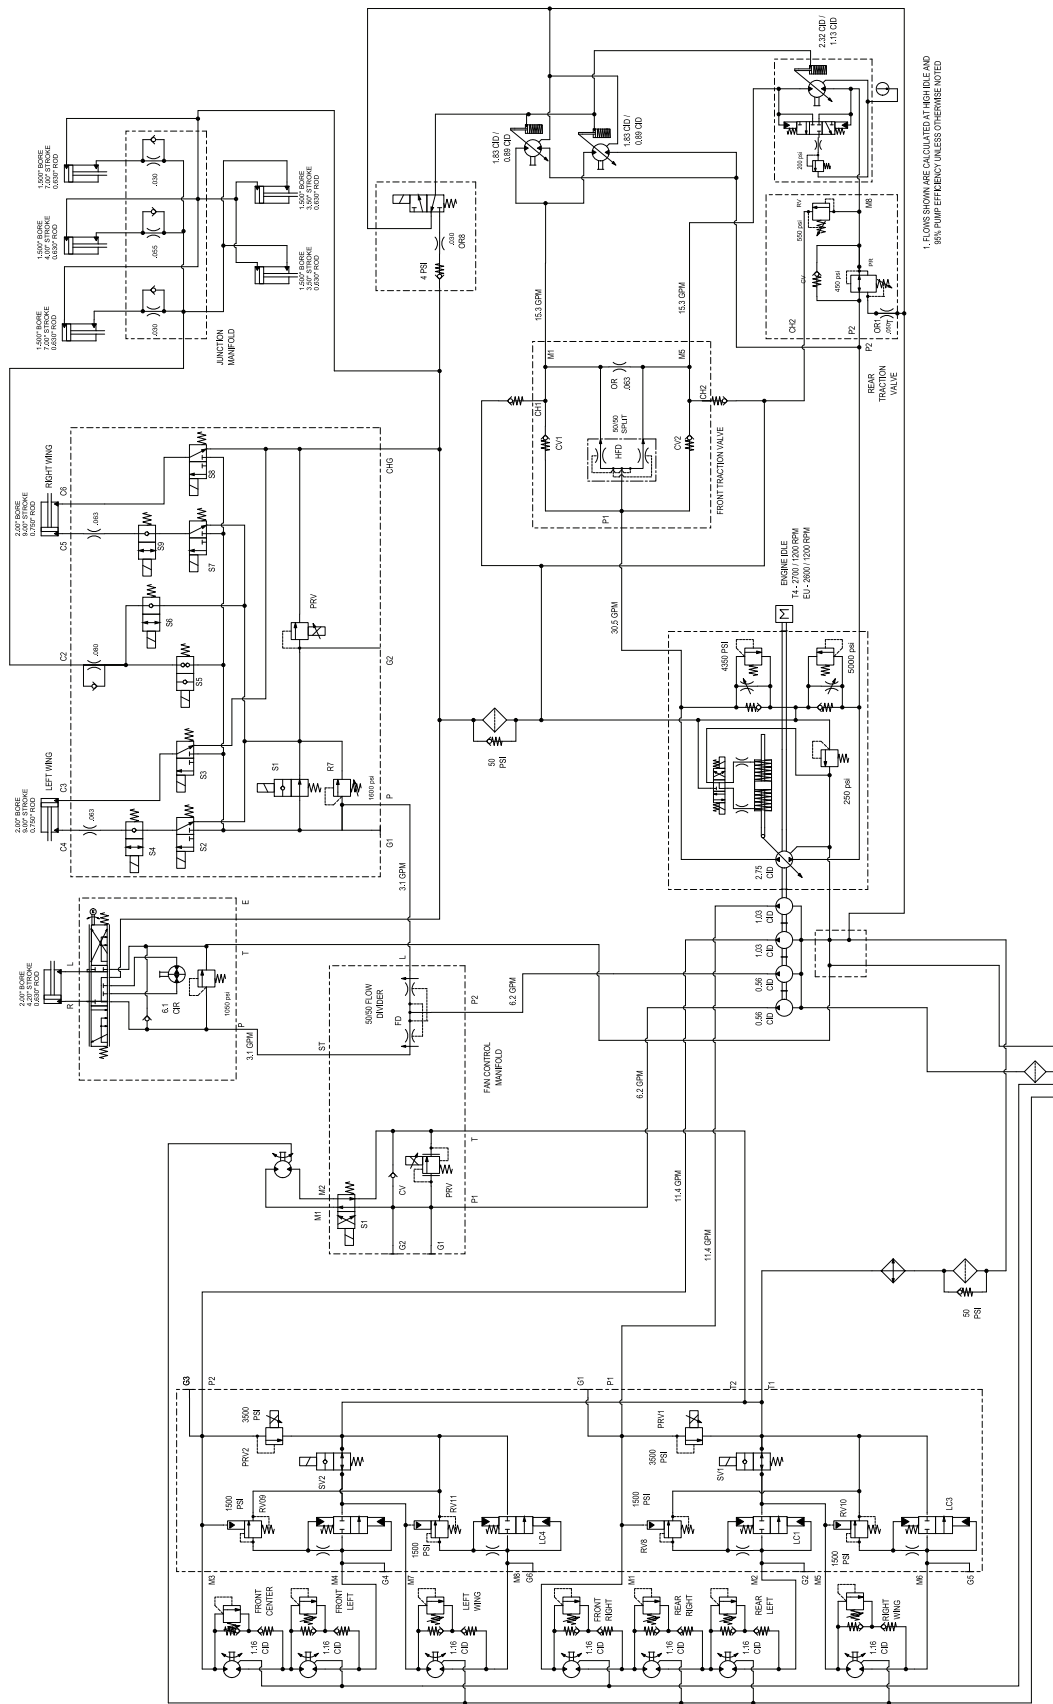 1.500" BORE
7.00" STROKE
0.630" ROD
1.500" BORE
4.00" STROKE
0.630" ROD
1.500" BORE
7.00" STROKE
0.630" ROD
.030
.055
.030
JUNCTION
MANIFOLD
1.500" BORE
3.50" STROKE
0.630" ROD
1.500" BORE
3.50" STROKE
0.630" ROD
4 PSI
.030
OR8
1.83 CID /
0.89 CID
1.83 CID /
0.89 CID
2.32 CID /
1.13 CID
200 psi
1. FLOWS SHOWN ARE CALCULATED AT HIGH IDLE AND
95% PUMP EFFICIENCY UNLESS OTHERWISE NOTED
RV
550 psi
M8
CV
CH2
450 psi
PR
P2
OR1
P2
REAR
TRACTION
VALVE
15.3 GPM
15.3 GPM
M1
M5
CH1
CH2
CV1
CV2
OR
.063
50/50
SPLIT
HFD
P1
FRONT TRACTION VALVE
30.5 GPM
RIGHT WING
2.00" BORE
9.00" STROKE
0.750" ROD
C6
C5
.063
S9
S8
S7
S6
C2
.080
S5
LEFT WING
2.00" BORE
9.00" STROKE
0.750" ROD
C3
C4
.063
S4
S3
S2
S1
R7
1600 psi
PRV
CHG
G2
P
G1
3.1 GPM
50
PSI
ENGINE IDLE
T4 - 2700 / 1200 RPM
EU - 2600 / 1200 RPM
M
4350 PSI
5000 psi
250 psi
2.75
CID
1.03
CID
1.03
CID
0.56
CID
0.56
CID
2.00" BORE
4.20" STROKE
0.630" ROD
L
R
6.1
CIR
1050 psi
E
T
P
3.1 GPM
L
50/50 FLOW
DIVIDER
FD
ST
P2
6.2 GPM
FAN CONTROL
MANIFOLD
6.2 GPM
M2
M1
S1
CV
PRV
T
P1
G2
G1
11.4 GPM
11.4 GPM
50
PSI
G3
P2
3500
PSI
PRV2
SV2
1500
PSI
RV09
RV11
1500
PSI
LC4
G1
P1
T2
T1
PRV1
3500
PSI
SV1
1500
PSI
RV8
LC1
RV10
1500
PSI
LC3
M3
M4
G4
M7
M8
G6
M1
M2
G2
M5
M6
G5
FRONT
CENTER
1.16
CID
FRONT
LEFT
1.16
CID
LEFT
WING
1.16
CID
FRONT
RIGHT
1.16
CID
REAR
RIGHT
1.16
CID
REAR
LEFT
1.16
CID
RIGHT
WING
1.16
CID